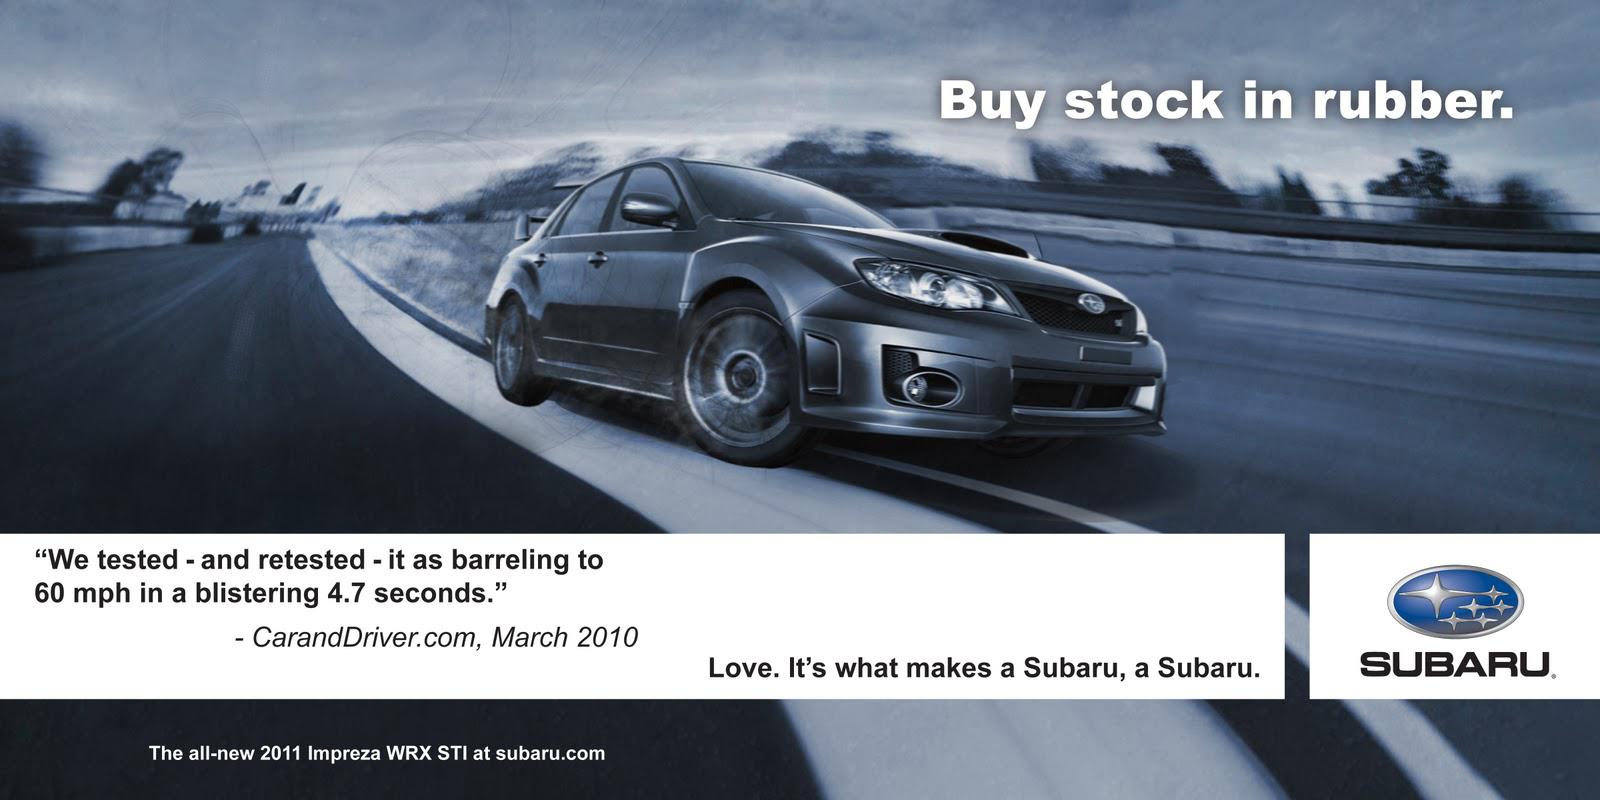 Buy stock in rubber.
“We tested - and retested - it as barreling to
60 mph in a blistering 4.7 seconds.”
- CarandDriver.com, March 2010
Love. It’s what makes a Subaru, a Subaru.
SUBARU®
The all-new 2011 Impreza WRX STI at subaru.com